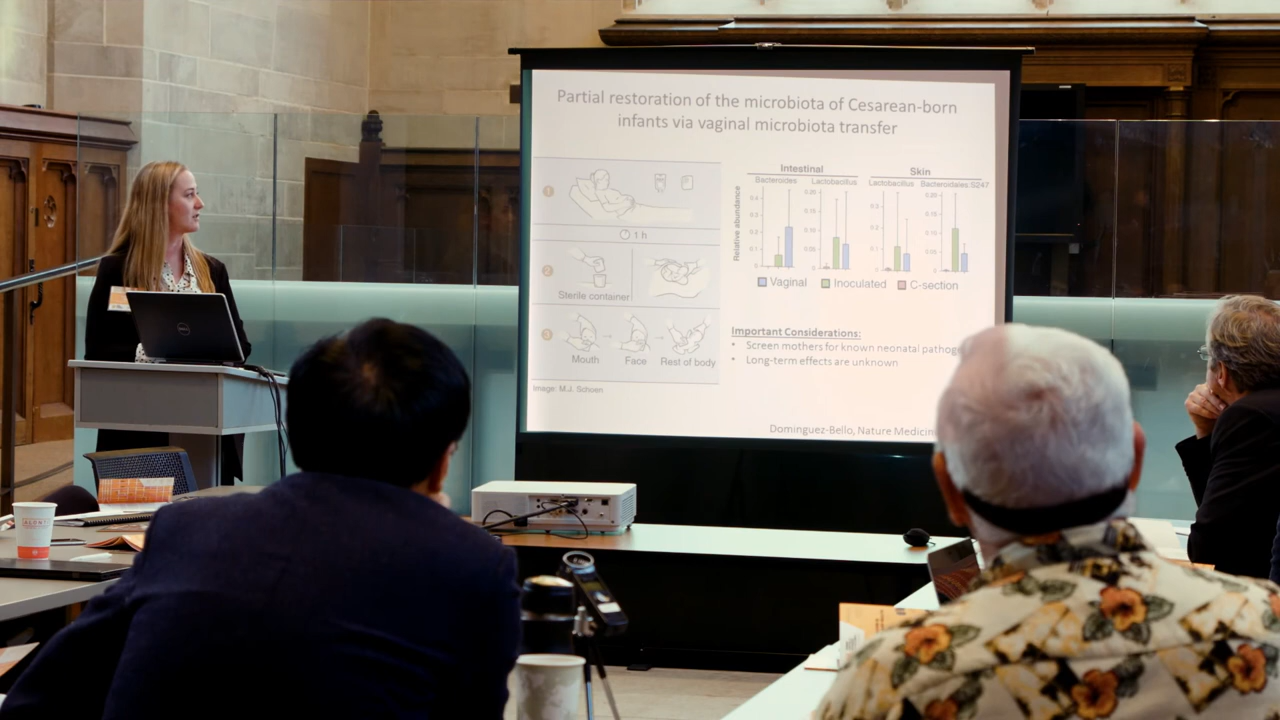 Partial restoration of the microbiota of Cesarean-born
infants via vaginal microbiota transfer
1
1 h
2
Sterile container
3
Mouth
Face
Rest of body
Image: M.J. Schoen
Intestinal
Skin
Bacteroides
Lactobacillus
Lactobacillus
Bacteroidales S247
Relative abundance
Vaginal
Inoculated
C-section
Important Considerations:
• Screen mothers for known neonatal pathoge
• Long-term effects are unknown
Dominguez-Bello, Nature Medicin
DELL